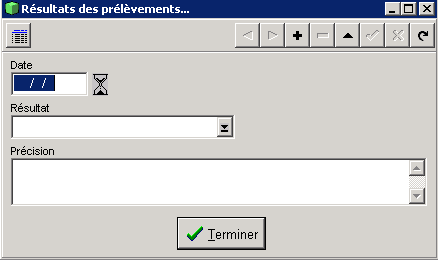 Résultats des prélèvements...
Date
/ /
Résultat
Précision
Terminer